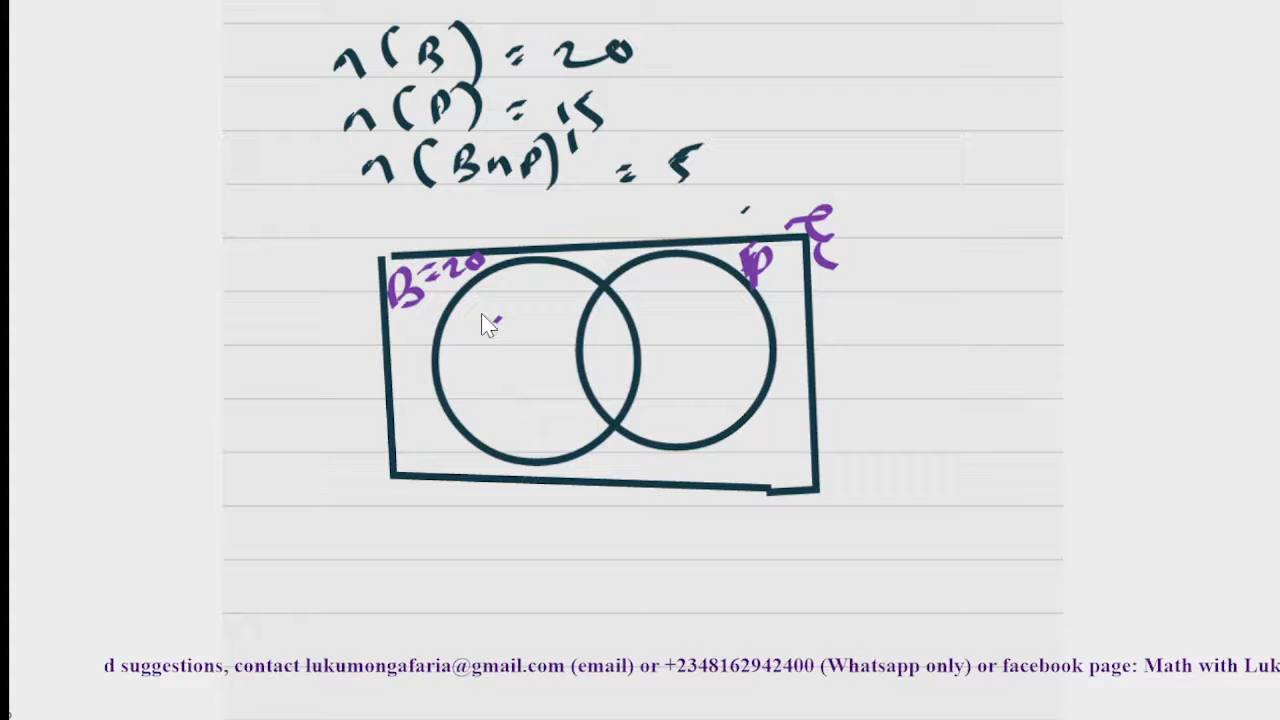 n(B) = 20
n(P) = 15
n(B∩P)' = 5
B=20
P
d suggestions, contact lukumongafaria@gmail.com (email) or +2348162942400 (Whatsapp only) or facebook page: Math with Luk